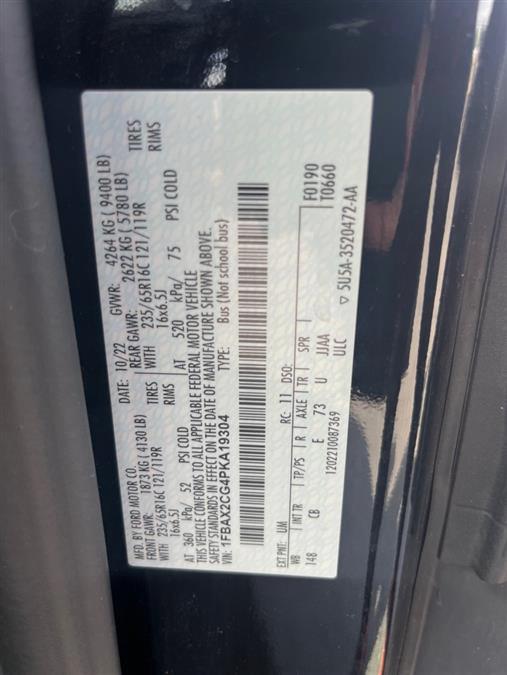 MFD. BY FORD MOTOR CO. DATE: 10/22 GVWR: 4264 KG ( 9400 LB)
FRONT GAWR: 1873 KG ( 4130 LB) REAR GAWR: 2622 KG ( 5780 LB)
WITH 235/65R16C 121/119R TIRES WITH 235/65R16C 121/119R TIRES
16x6.5J RIMS 16x6.5J RIMS
AT 360 kPa/ 52 PSI COLD AT 520 kPa/ 75 PSI COLD
THIS VEHICLE CONFORMS TO ALL APPLICABLE FEDERAL MOTOR VEHICLE
SAFETY STANDARDS IN EFFECT ON THE DATE OF MANUFACTURE SHOWN ABOVE.
VIN: 1FBAX2CG4PKA19304 TYPE: Bus (Not school bus)
EXT PNT: UM RC: 11 DSO: F0190
WB INT TR TP/PS R AXLE TR SPR T0660
148 CB E 73 U JJAA
1202210087369 ULC ▽ 5U5A-3520472-AA